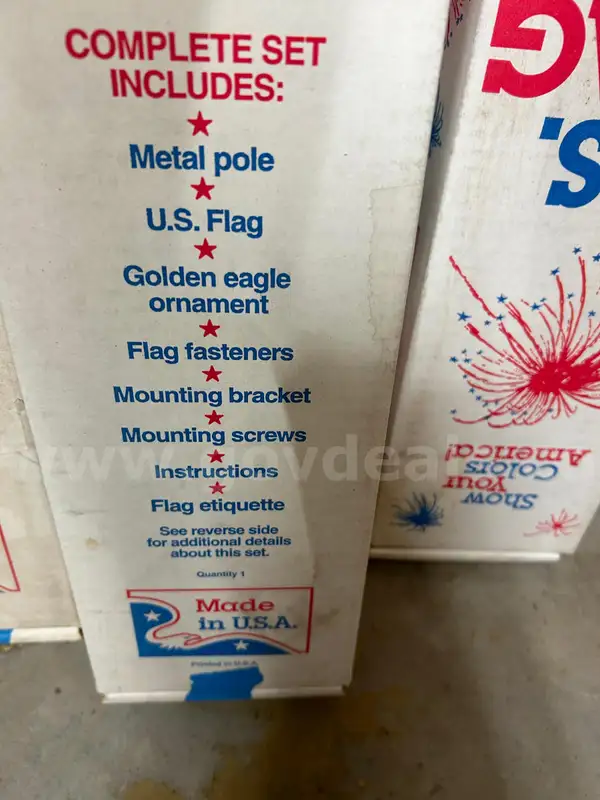 COMPLETE SET
INCLUDES:
Metal pole
U.S. Flag
Golden eagle
ornament
Flag fasteners
Mounting bracket
Mounting screws
Instructions
Flag etiquette
See reverse side
for additional details
about this set.
Quantity 1
Made
in U.S.A.
Printed in U.S.A.
S.
Show
Your
Colors
America!